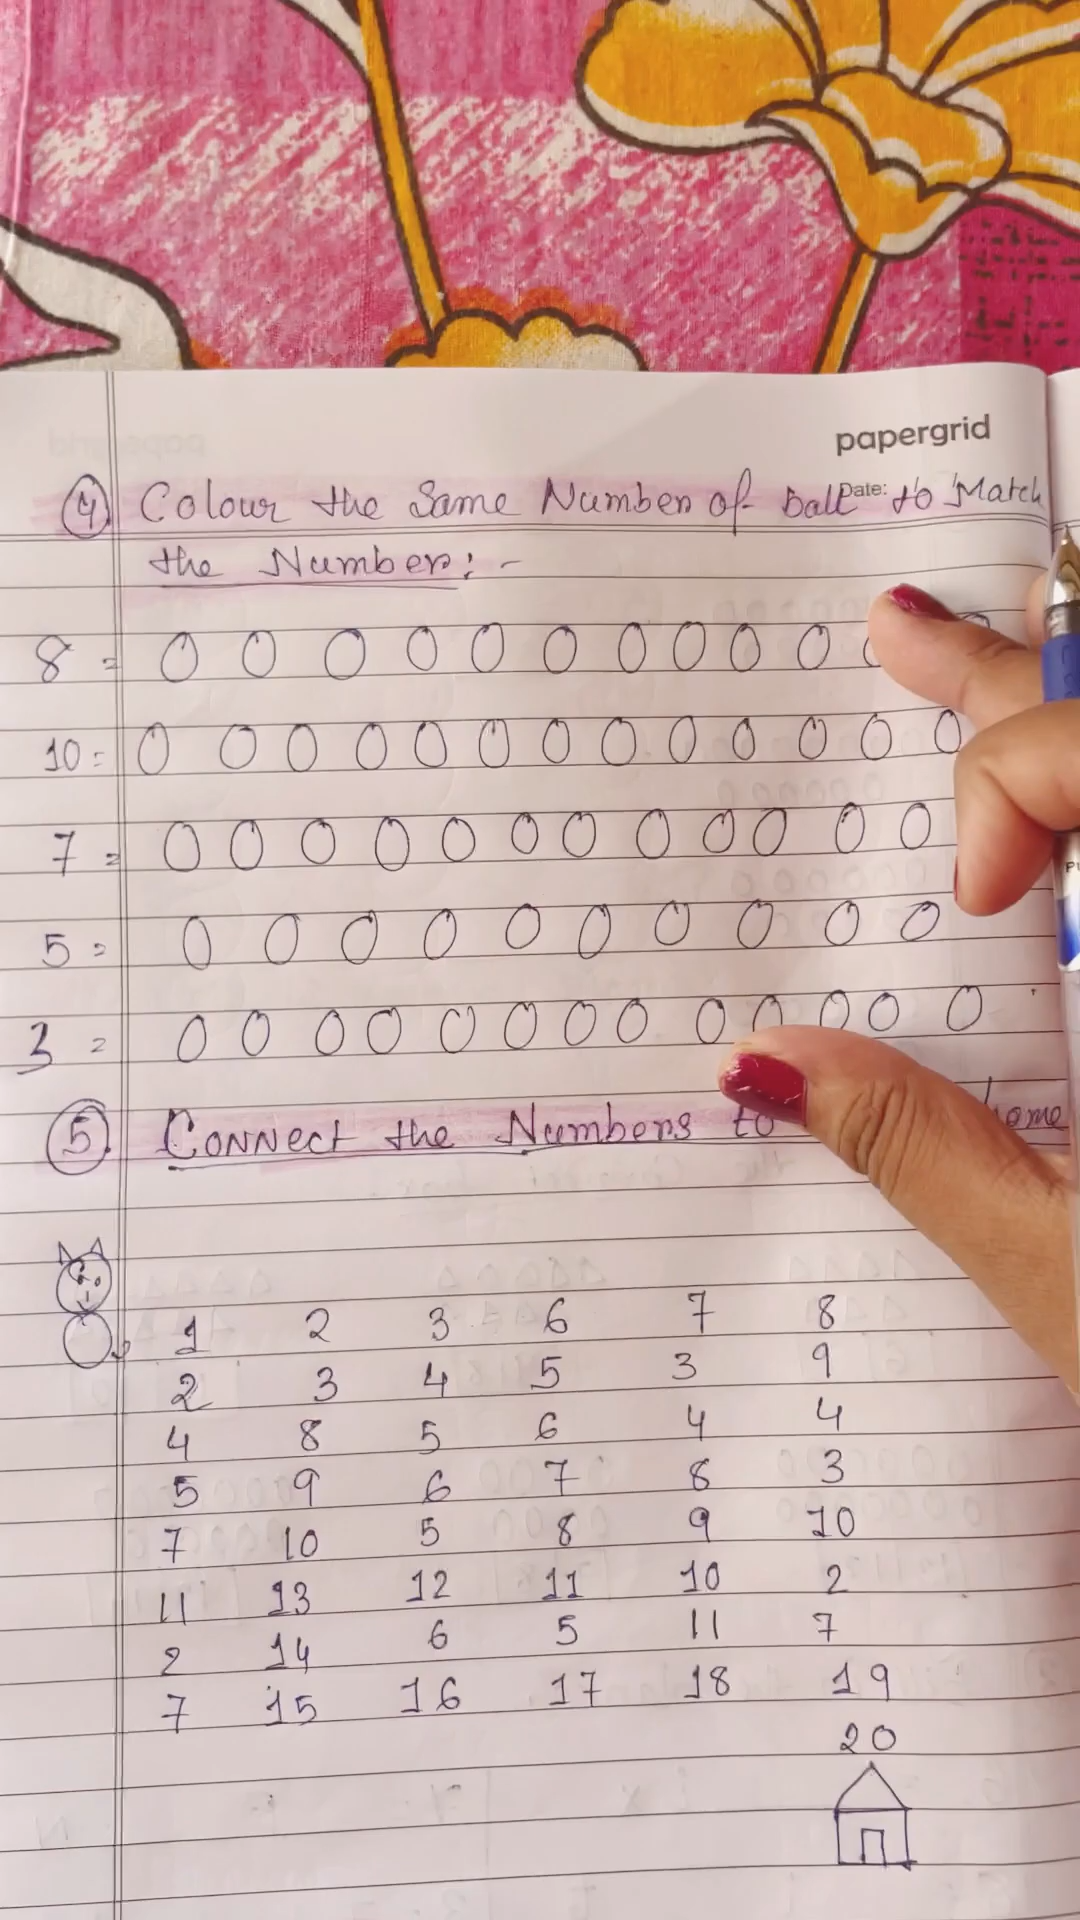 papergrid
Date:
4) Colour the Same Number of ball to Match
the Number:-
8 = O O O O O O O O O O
10 = O O O O O O O O O O O O O
7 = O O O O O O O O O O O O
5 = O O O O O O O O O O
3 = O O O O O O O O O O O O O
5) Connect the Numbers to home
1 2 3 6 7 8
2 3 4 5 3 9
4 8 5 6 4 4
5 9 6 7 8 3
7 10 5 8 9 10
11 13 12 11 10 2
2 14 6 5 11 7
7 15 16 17 18 19
20